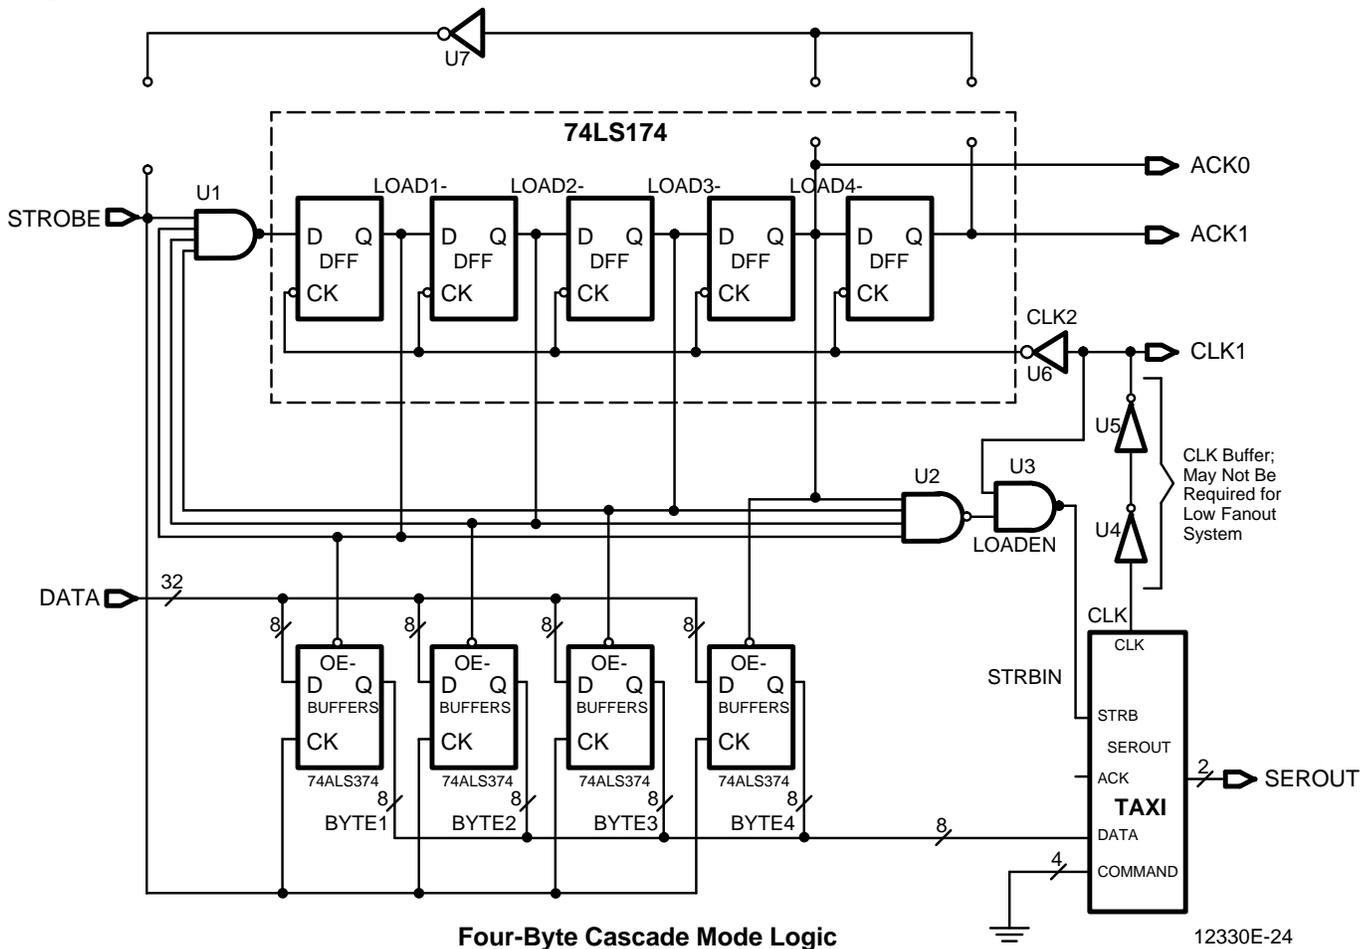 U7
74LS174
ACK0
U1
LOAD1-
LOAD2-
LOAD3-
LOAD4-
STROBE
D Q
DFF
CK
D Q
DFF
CK
D Q
DFF
CK
D Q
DFF
CK
D Q
DFF
CK
ACK1
CLK2
U6
CLK1
U5
U4
CLK Buffer;
May Not Be
Required for
Low Fanout
System
U2
U3
LOADEN
DATA
32
8
8
8
8
OE-
D Q
BUFFERS
CK
74ALS374
OE-
D Q
BUFFERS
CK
74ALS374
OE-
D Q
BUFFERS
CK
74ALS374
OE-
D Q
BUFFERS
CK
74ALS374
8
BYTE1
8
BYTE2
8
BYTE3
8
BYTE4
8
CLK
CLK
STRBIN
STRB
SEROUT
ACK
TAXI
DATA
COMMAND
2
SEROUT
4
Four-Byte Cascade Mode Logic
12330E-24